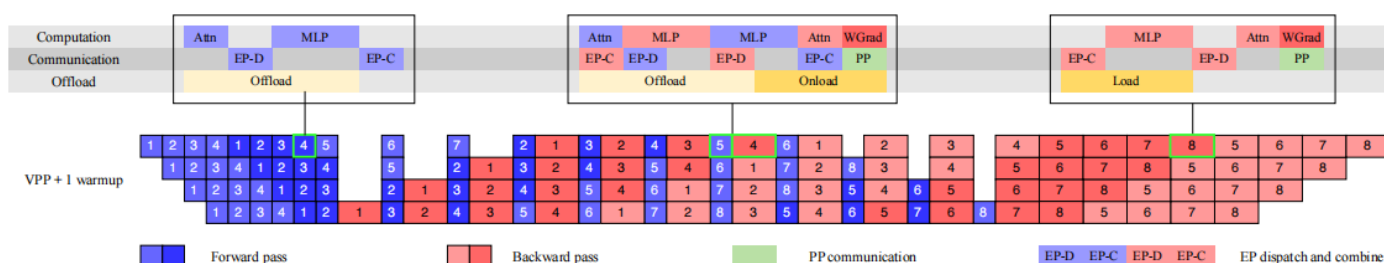 Computation Attn MLP Attn MLP MLP Attn WGrad MLP Attn WGrad
Communication EP-D EP-C EP-C EP-D EP-D EP-C PP EP-C EP-D PP
Offload Offload Offload Onload Load
1 2 3 4 1 2 3 4 5 6 7 2 1 3 2 4 3 5 4 6 1 2 3 4 5 6 7 8 5 6 7 8
1 2 3 4 1 2 3 4 5 2 1 3 2 4 3 5 4 6 1 7 2 8 3 4 5 6 7 8 5 6 7 8
VPP + 1 warmup
1 2 3 4 1 2 3 2 1 3 2 4 3 5 4 6 1 7 2 8 3 5 4 6 5 6 7 8 5 6 7 8
1 2 3 4 1 2 1 3 2 4 3 5 4 6 1 7 2 8 3 5 4 6 5 7 6 8 7 8 5 6 7 8
Forward pass Backward pass PP communication EP-D EP-C EP-D EP-C EP dispatch and combine